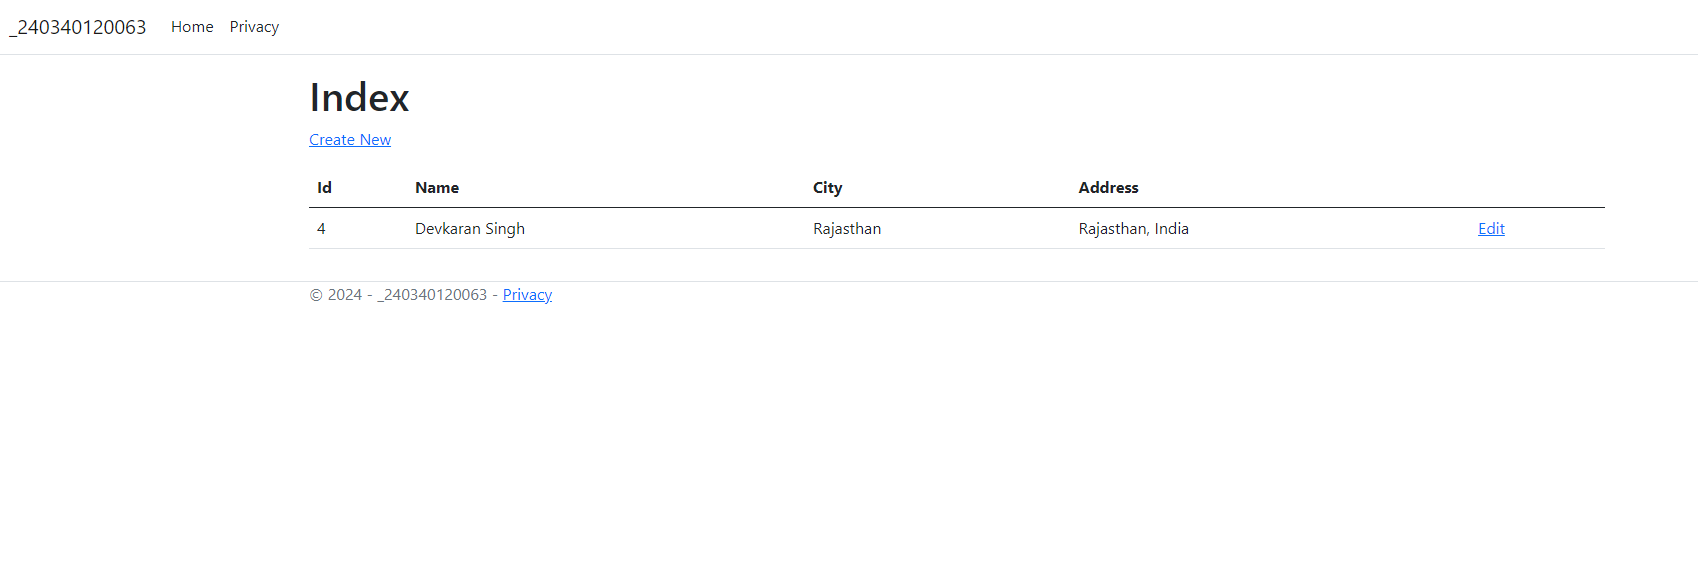 _240340120063 Home Privacy
Index
Create New
Id Name City Address
4 Devkaran Singh Rajasthan Rajasthan, India Edit
© 2024 - _240340120063 - Privacy